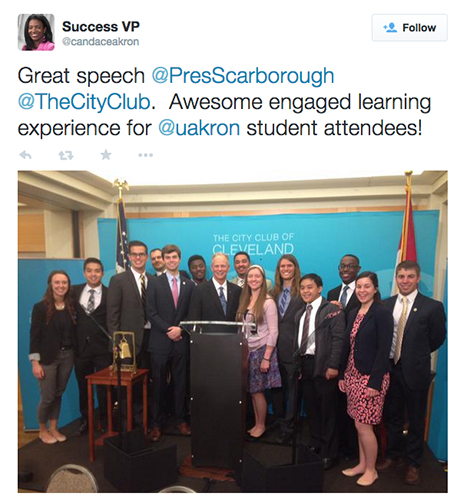 Success VP
@candaceakron
Follow
Great speech @PresScarborough
@TheCityClub.  Awesome engaged learning
experience for @uakron student attendees!
THE CITY CLUB OF
CLEVELAND